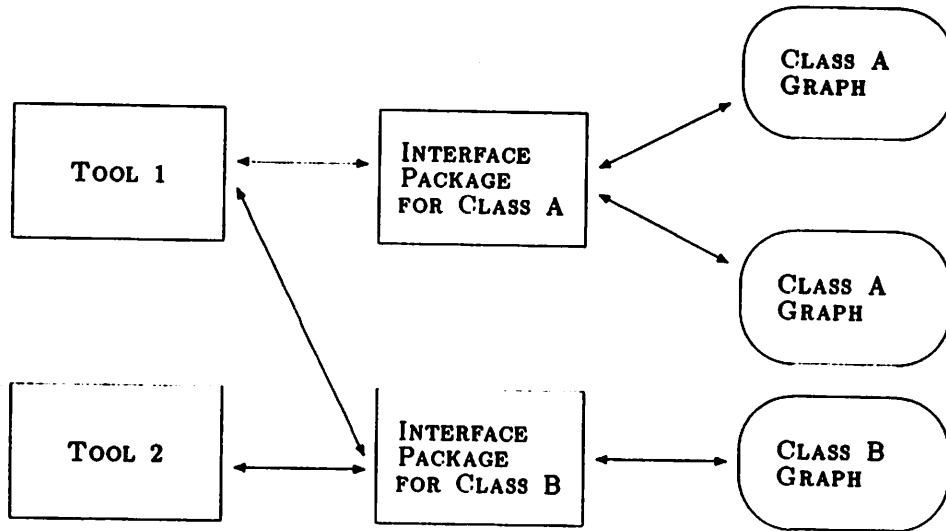 CLASS A
GRAPH
TOOL 1
INTERFACE
PACKAGE
FOR CLASS A
CLASS A
GRAPH
TOOL 2
INTERFACE
PACKAGE
FOR CLASS B
CLASS B
GRAPH